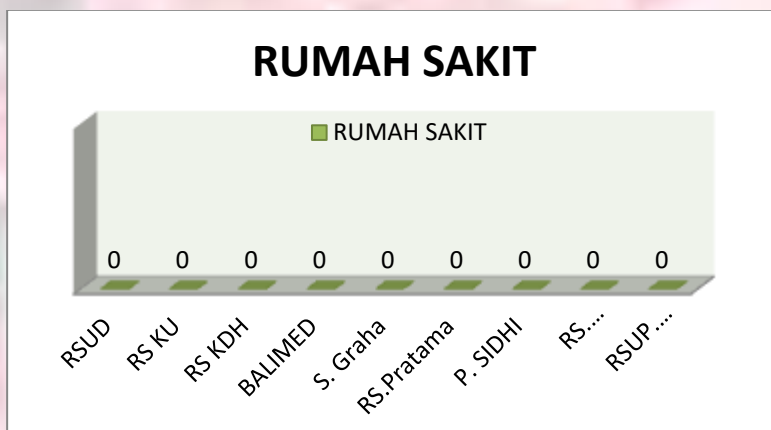 RUMAH SAKIT
RUMAH SAKIT
0 0 0 0 0 0 0 0 0
RSUD
RS KU
RS KDH
BALIMED
S. Graha
RS.Pratama
P. SIDHI
RS....
RSUP....